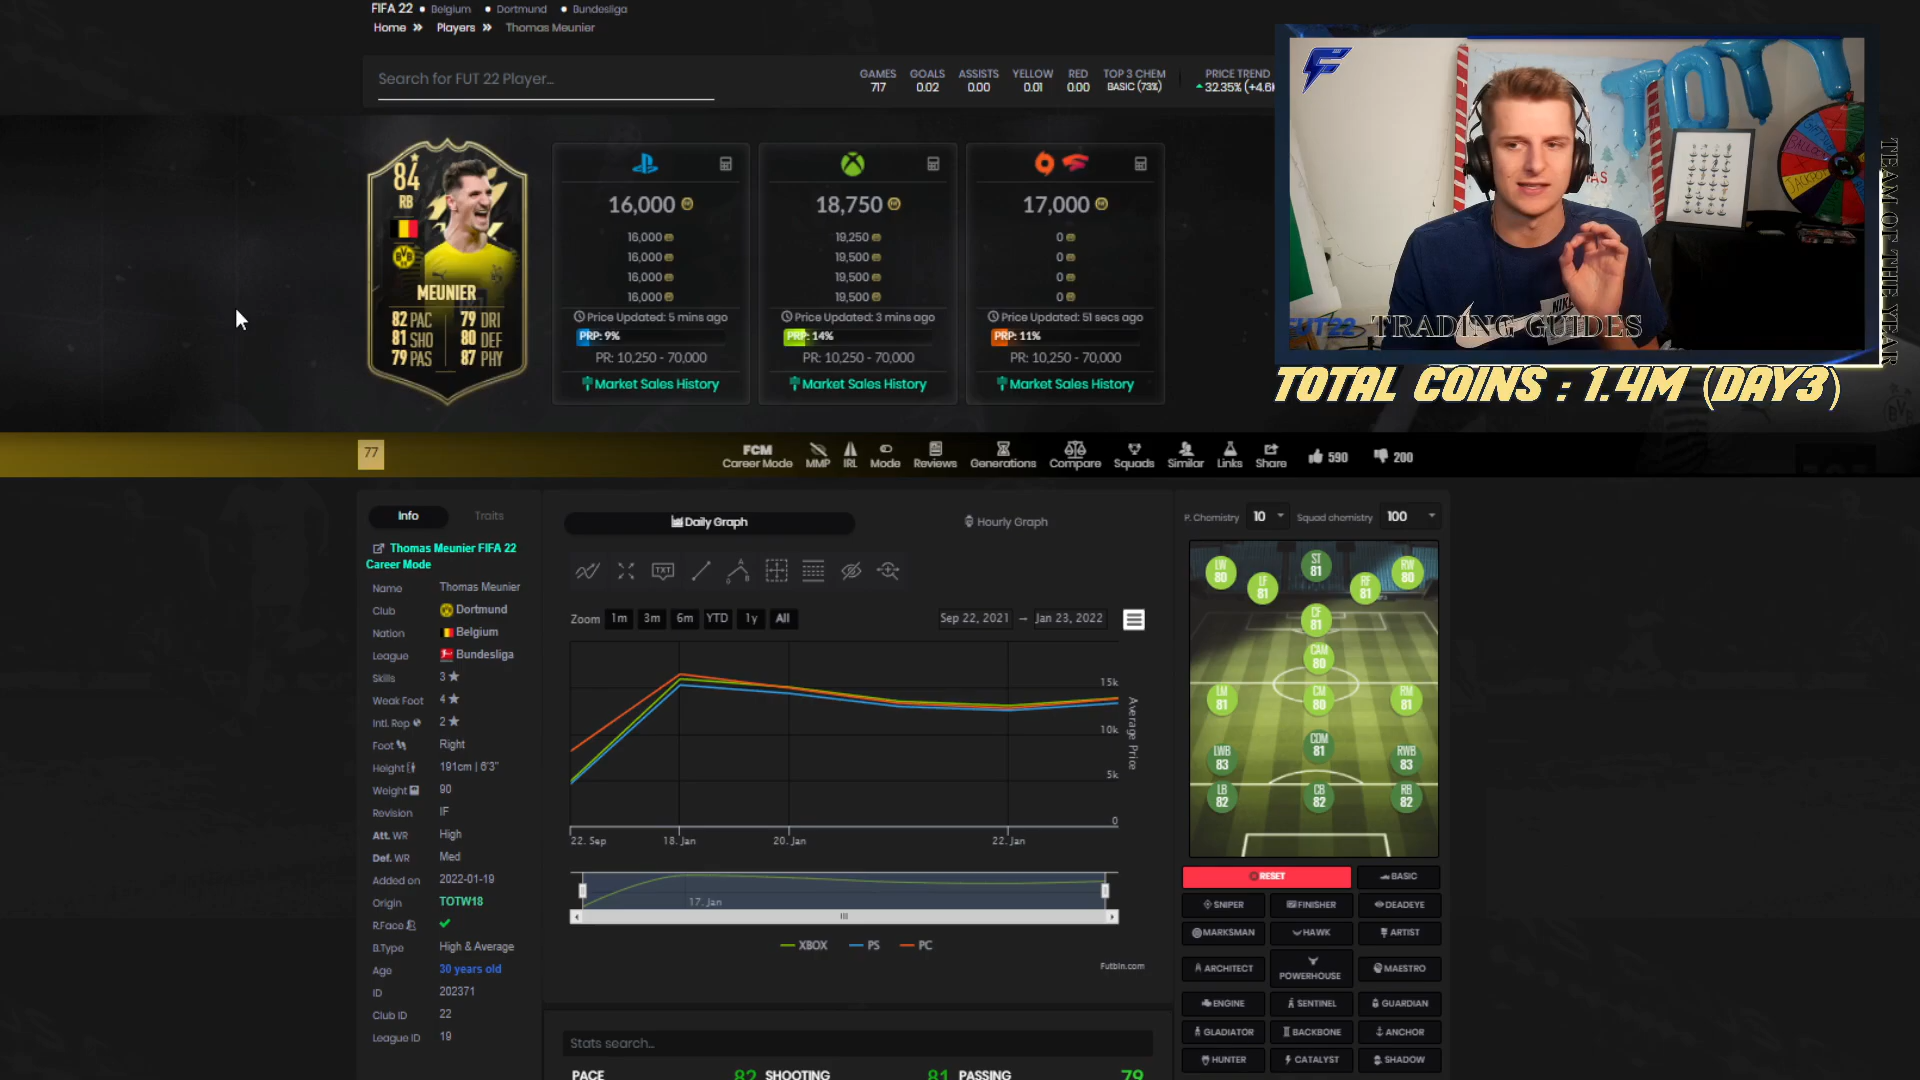 FIFA 22 • Belgium • Dortmund • Bundesliga
Home » Players » Thomas Meunier
Search for FUT 22 Player...
GAMES GOALS ASSISTS YELLOW RED TOP 3 CHEM PRICE TREND
717 0.02 0.00 0.01 0.00 BASIC (73%) 32.35% (+4.6K
84
RB
MEUNIER
82 PAC 79 DRI
81 SHO 80 DEF
79 PAS 87 PHY
16,000
16,000
16,000
16,000
16,000
Price Updated: 5 mins ago
PRP: 9%
PR: 10,250 - 70,000
Market Sales History
18,750
19,250
19,500
19,500
19,500
Price Updated: 3 mins ago
PRP: 14%
PR: 10,250 - 70,000
Market Sales History
17,000
0
0
0
0
Price Updated: 51 secs ago
PRP: 11%
PR: 10,250 - 70,000
Market Sales History
TOTY
JACKPOT
NIKE
FUT22 TRADING GUIDES
TEAM OF THE YEAR
TOTAL COINS : 1.4M (DAY3)
77
FCM
Career Mode MMP IRL Mode Reviews Generations Compare Squads Similar Links Share 590 200
Info Traits
Thomas Meunier FIFA 22
Career Mode
Name Thomas Meunier
Club Dortmund
Nation Belgium
League Bundesliga
Skills 3
Weak Foot 4
Intl. Rep 2
Foot Right
Height 191cm | 6'3"
Weight 90
Revision IF
Att. WR High
Def. WR Med
Added on 2022-01-19
Origin TOTW18
R.Face
B.Type High & Average
Age 30 years old
ID 202371
Club ID 22
League ID 19
Daily Graph Hourly Graph
TXT
Zoom 1m 3m 6m YTD 1y All Sep 22, 2021 → Jan 23, 2022
15k
10k
5k
0
Average Price
22. Sep 18. Jan 20. Jan 22. Jan
17. Jan
XBOX PS PC
Futbin.com
Stats search...
PACE 82 SHOOTING 81 PASSING 79
P. Chemistry 10 Squad chemistry 100
LW 80
ST 81
RW 80
LF 81
RF 81
CF 81
CAM 80
LM 81
CM 80
RM 81
CDM 81
LWB 83
RWB 83
LB 82
CB 82
RB 82
RESET BASIC
SNIPER FINISHER DEADEYE
MARKSMAN HAWK ARTIST
ARCHITECT POWERHOUSE MAESTRO
ENGINE SENTINEL GUARDIAN
GLADIATOR BACKBONE ANCHOR
HUNTER CATALYST SHADOW